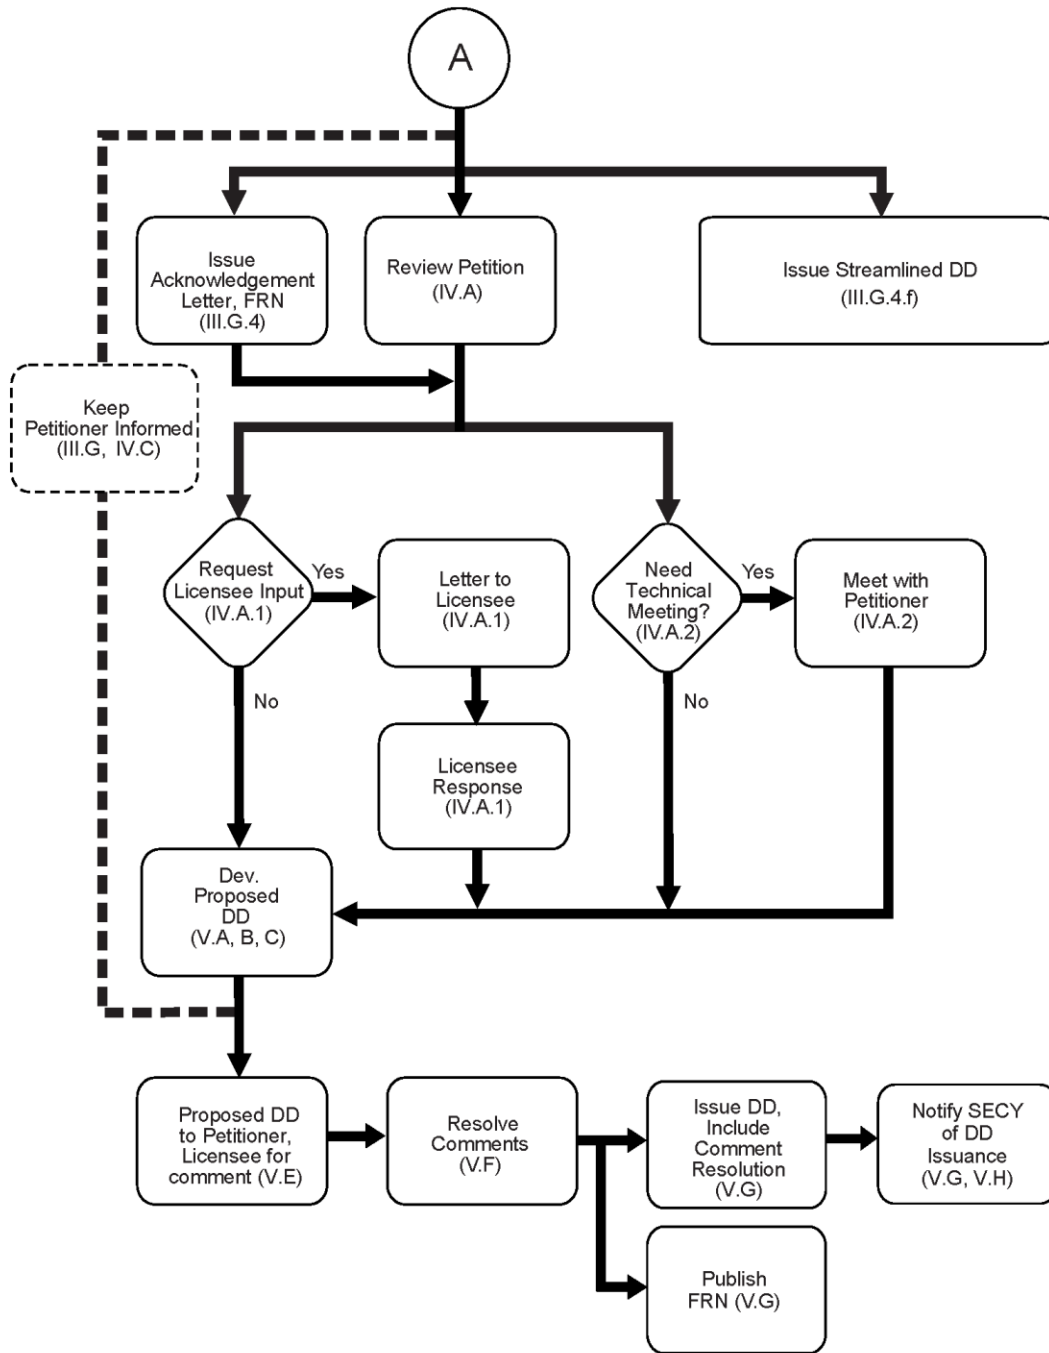 A
Issue
Acknowledgement
Letter, FRN
(III.G.4)
Review Petition
(IV.A)
Issue Streamlined DD
(III.G.4.f)
Keep
Petitioner Informed
(III.G, IV.C)
Request
Licensee Input
(IV.A.1)
Yes
Letter to
Licensee
(IV.A.1)
Need
Technical
Meeting?
(IV.A.2)
Yes
Meet with
Petitioner
(IV.A.2)
No
No
Licensee
Response
(IV.A.1)
Dev.
Proposed
DD
(V.A, B, C)
Proposed DD
to Petitioner,
Licensee for
comment (V.E)
Resolve
Comments
(V.F)
Issue DD,
Include
Comment
Resolution
(V.G)
Notify SECY
of DD
Issuance
(V.G, V.H)
Publish
FRN (V.G)